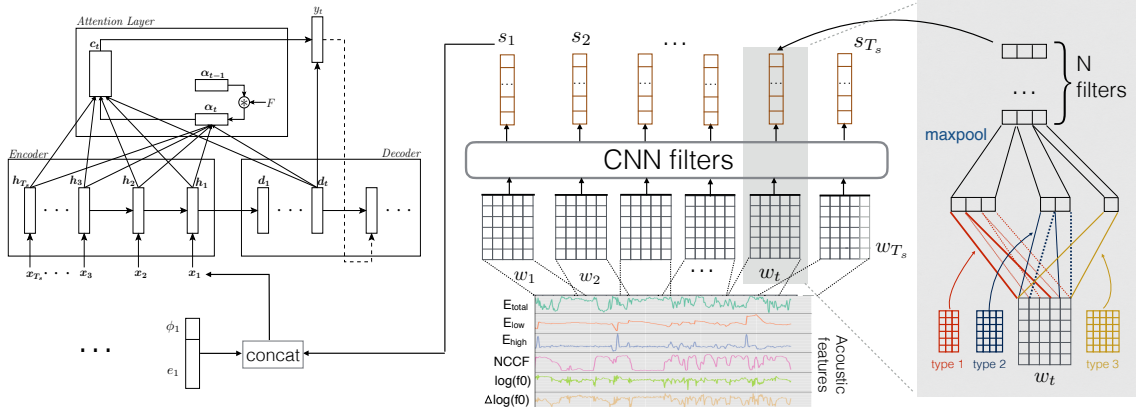 Attention Layer
y_t
c_t
α_{t−1}
α_t
F
Encoder
Decoder
h_{T_s} h_3 h_2 h_1 d_1 d_t
... ... ...
x_{T_s} ... x_3 x_2 x_1
ϕ_1
e_1
...
concat
s_1 s_2 ... s_{T_s}
... ... ... ... ... ...
CNN filters
w_1 w_2 ... w_t w_{T_s}
E_total
E_low
E_high
NCCF
log(f0)
Δlog(f0)
Acoustic
features
N
filters
...
maxpool
type 1
type 2
w_t
type 3